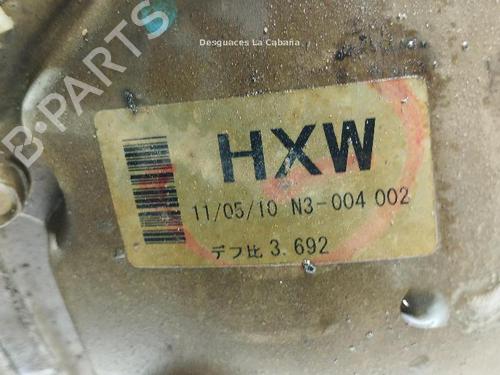 B-PARTS
Desguaces La Cabaña
HXW
11/05/10 N3-004 002
デフ比 3.692